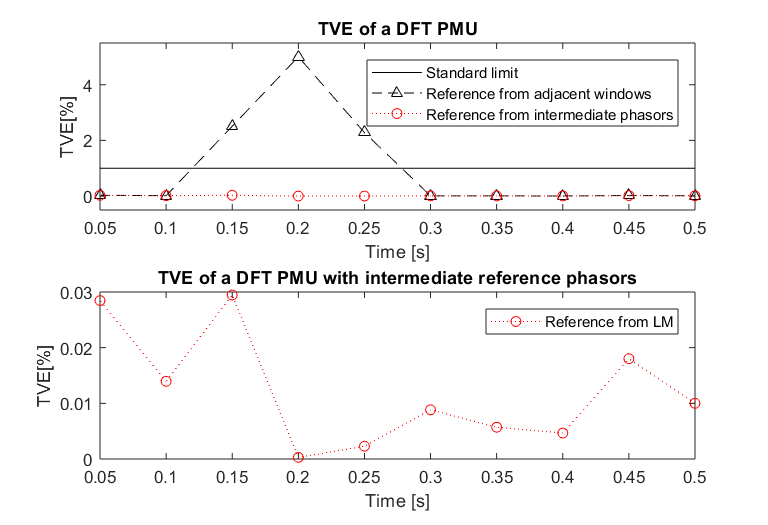 TVE of a DFT PMU
TVE[%]
4
2
0
Standard limit
Reference from adjacent windows
Reference from intermediate phasors
0.05 0.1 0.15 0.2 0.25 0.3 0.35 0.4 0.45 0.5
Time [s]
TVE of a DFT PMU with intermediate reference phasors
TVE[%]
0.03
0.02
0.01
0
Reference from LM
0.05 0.1 0.15 0.2 0.25 0.3 0.35 0.4 0.45 0.5
Time [s]